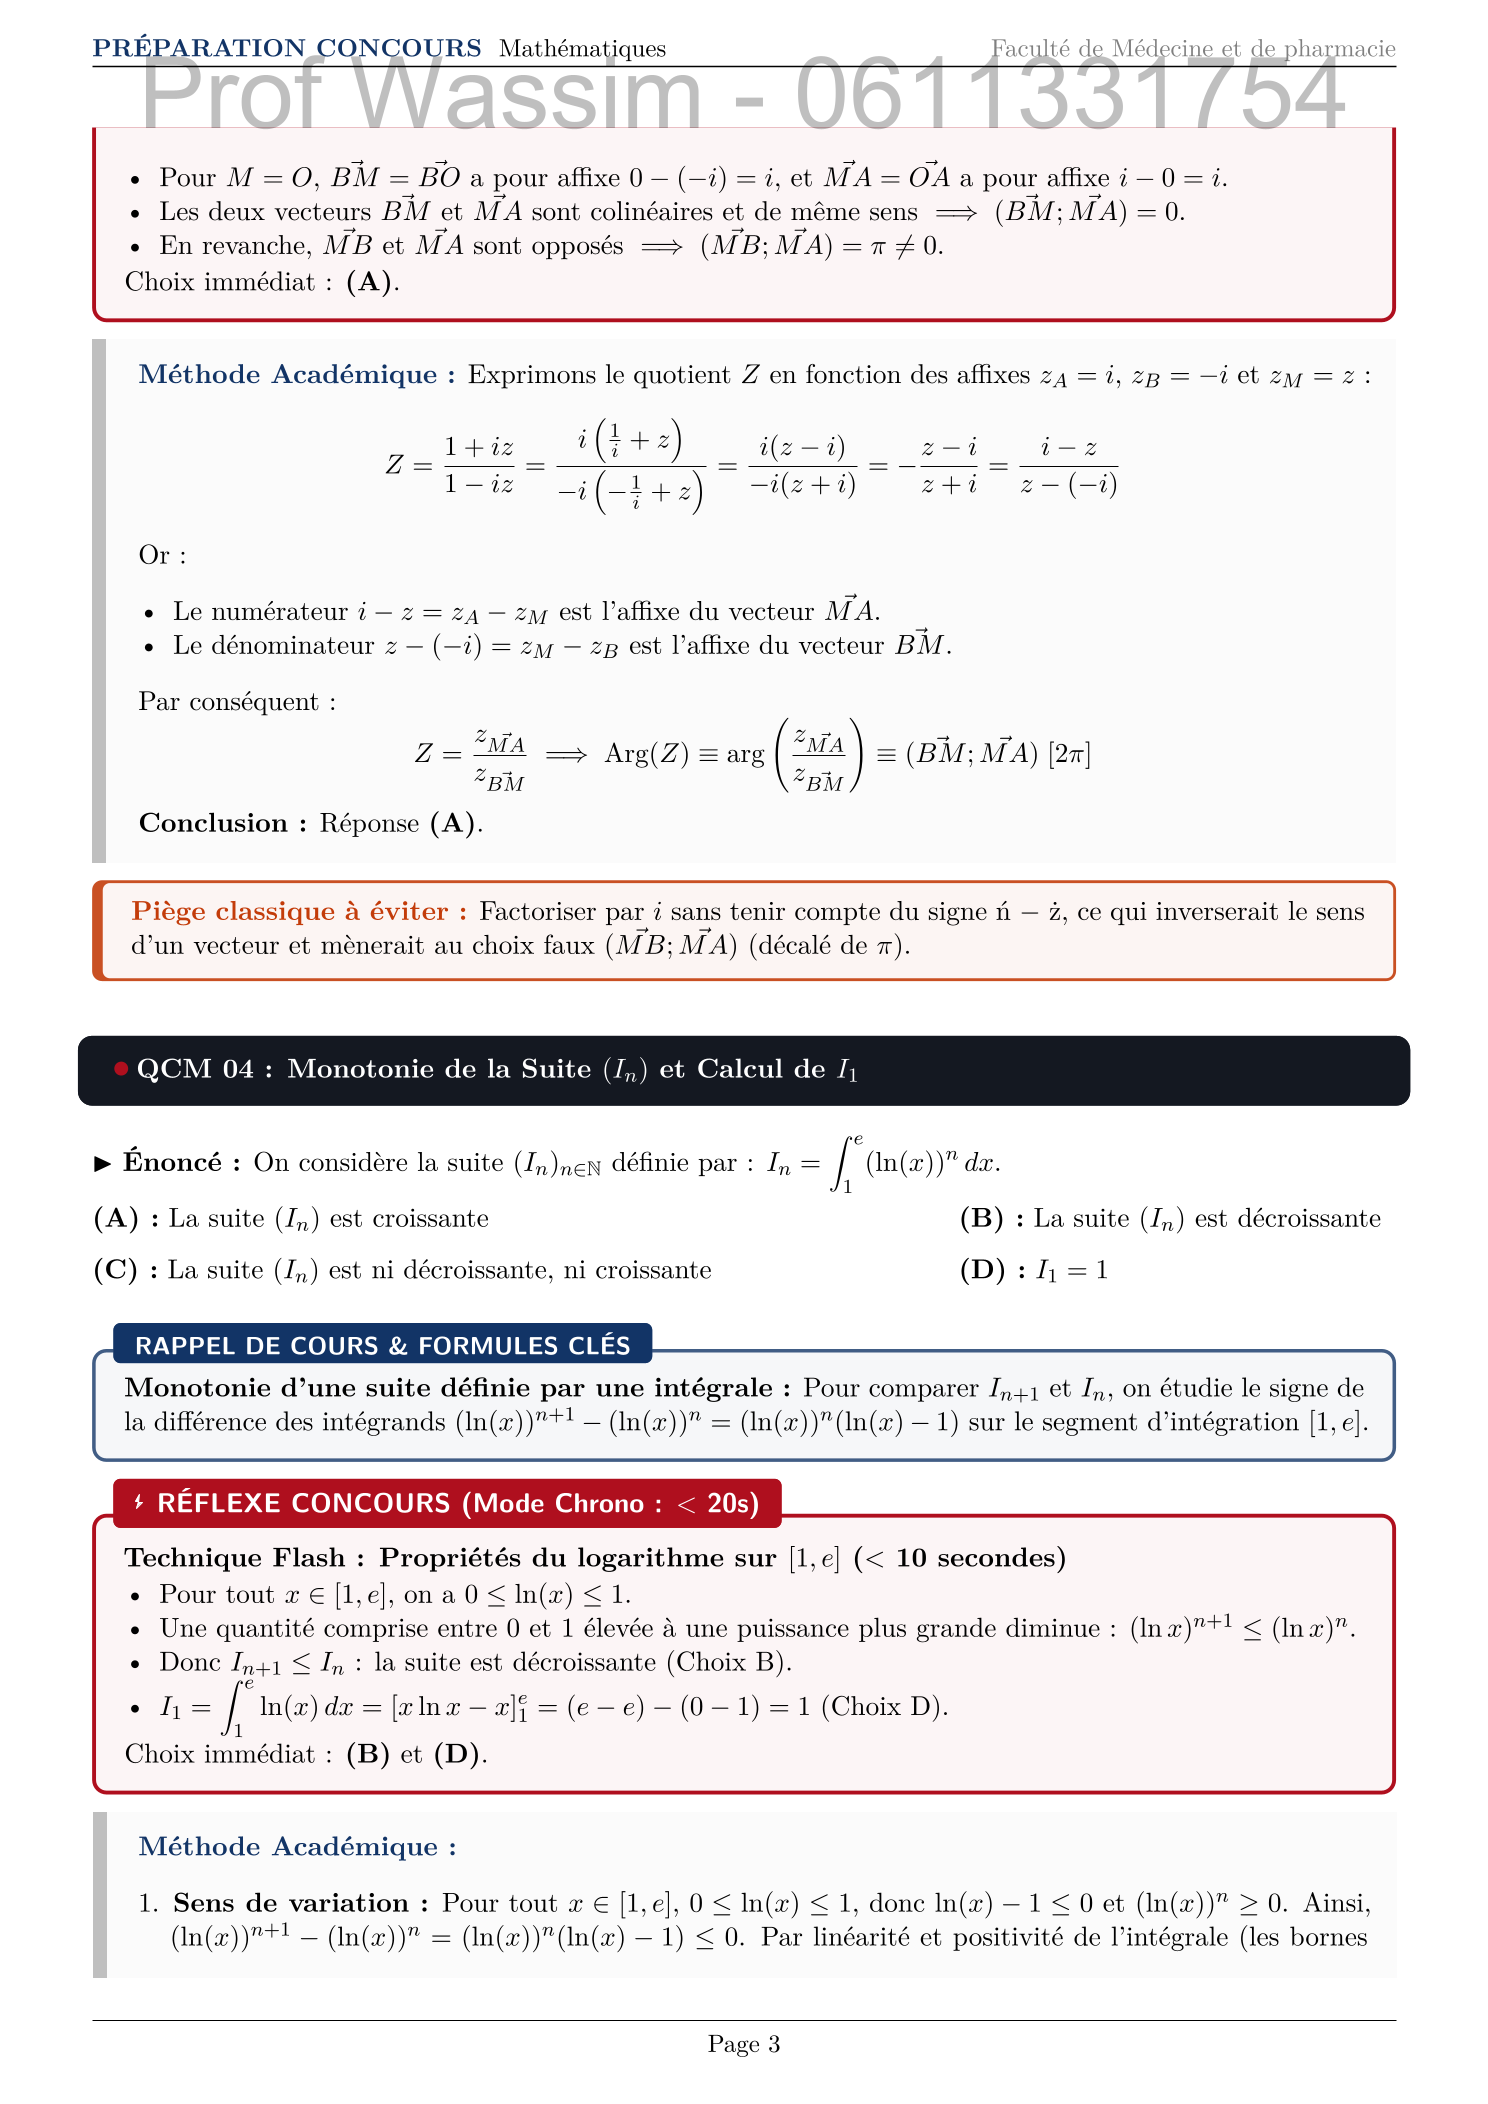 PRÉPARATION CONCOURS Mathématiques Faculté de Médecine et de pharmacie
Prof Wassim - 0611331754
• Pour M = O, B⃗M = B⃗O a pour affixe 0 − (−i) = i, et M⃗A = O⃗A a pour affixe i − 0 = i.
• Les deux vecteurs B⃗M et M⃗A sont colinéaires et de même sens ⟹ (B⃗M; M⃗A) = 0.
• En revanche, M⃗B et M⃗A sont opposés ⟹ (M⃗B; M⃗A) = π ≠ 0.
Choix immédiat : (A).
Méthode Académique : Exprimons le quotient Z en fonction des affixes z_A = i, z_B = −i et z_M = z :
Z = (1 + iz)/(1 − iz) = i(1/i + z)/(−i(−1/i + z)) = i(z − i)/(−i(z + i)) = −(z − i)/(z + i) = (i − z)/(z − (−i))
Or :
• Le numérateur i − z = z_A − z_M est l'affixe du vecteur M⃗A.
• Le dénominateur z − (−i) = z_M − z_B est l'affixe du vecteur B⃗M.
Par conséquent :
Z = z_M⃗A / z_B⃗M ⟹ Arg(Z) ≡ arg(z_M⃗A / z_B⃗M) ≡ (B⃗M; M⃗A) [2π]
Conclusion : Réponse (A).
Piège classique à éviter : Factoriser par i sans tenir compte du signe ń − ż, ce qui inverserait le sens
d'un vecteur et mènerait au choix faux (M⃗B; M⃗A) (décalé de π).
• QCM 04 : Monotonie de la Suite (I_n) et Calcul de I_1
▶ Énoncé : On considère la suite (I_n)_{n∈ℕ} définie par : I_n = ∫_1^e (ln(x))^n dx.
(A) : La suite (I_n) est croissante (B) : La suite (I_n) est décroissante
(C) : La suite (I_n) est ni décroissante, ni croissante (D) : I_1 = 1
RAPPEL DE COURS & FORMULES CLÉS
Monotonie d'une suite définie par une intégrale : Pour comparer I_{n+1} et I_n, on étudie le signe de
la différence des intégrands (ln(x))^{n+1} − (ln(x))^n = (ln(x))^n(ln(x) − 1) sur le segment d'intégration [1, e].
⚡ RÉFLEXE CONCOURS (Mode Chrono : < 20s)
Technique Flash : Propriétés du logarithme sur [1, e] (< 10 secondes)
• Pour tout x ∈ [1, e], on a 0 ≤ ln(x) ≤ 1.
• Une quantité comprise entre 0 et 1 élevée à une puissance plus grande diminue : (ln x)^{n+1} ≤ (ln x)^n.
• Donc I_{n+1} ≤ I_n : la suite est décroissante (Choix B).
• I_1 = ∫_1^e ln(x) dx = [x ln x − x]_1^e = (e − e) − (0 − 1) = 1 (Choix D).
Choix immédiat : (B) et (D).
Méthode Académique :
1. Sens de variation : Pour tout x ∈ [1, e], 0 ≤ ln(x) ≤ 1, donc ln(x) − 1 ≤ 0 et (ln(x))^n ≥ 0. Ainsi,
(ln(x))^{n+1} − (ln(x))^n = (ln(x))^n(ln(x) − 1) ≤ 0. Par linéarité et positivité de l'intégrale (les bornes
Page 3